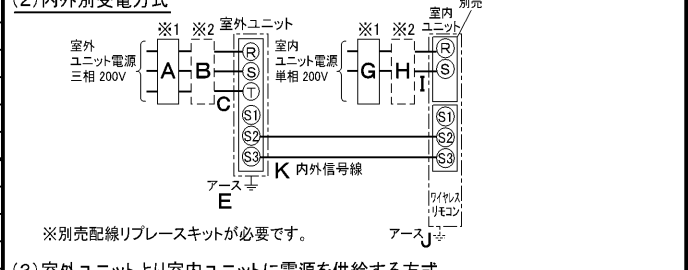 (2)内外別受電方式
別売
※1 ※2 室外ユニット
※1 ※2 室内ユニット
室外
ユニット電源
三相 200V
A
B
C
R
S
T
S1
S2
S3
室内
ユニット電源
単相 200V
G
H
I
R
S
S1
S2
S3
K 内外信号線
アース
E
ワイヤレス
リモコン
アース J
※別売配線リプレースキットが必要です。
(3)室外ユニットより室内ユニットに電源を供給する方式